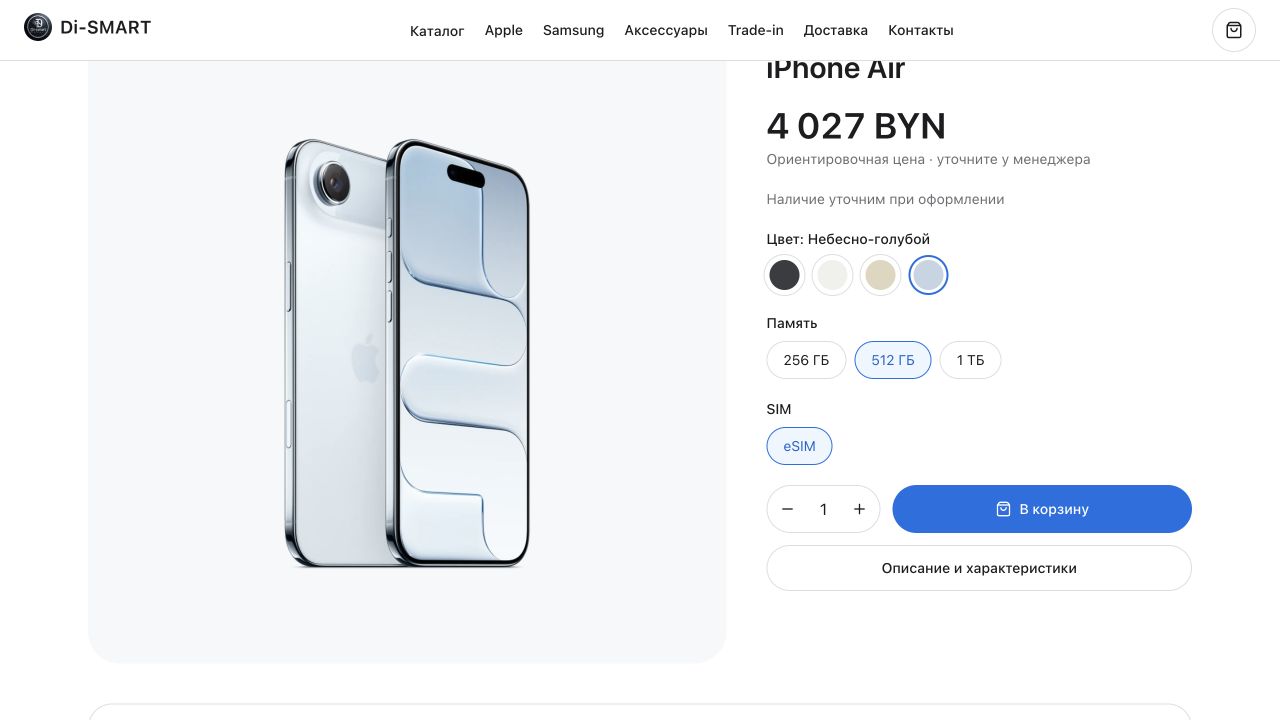 Di-SMART
Каталог
Apple
Samsung
Аксессуары
Trade-in
Доставка
Контакты
iPhone Air
4 027 BYN
Ориентировочная цена · уточните у менеджера
Наличие уточним при оформлении
Цвет: Небесно-голубой
Память
256 ГБ
512 ГБ
1 ТБ
SIM
eSIM
− 1 +
В корзину
Описание и характеристики